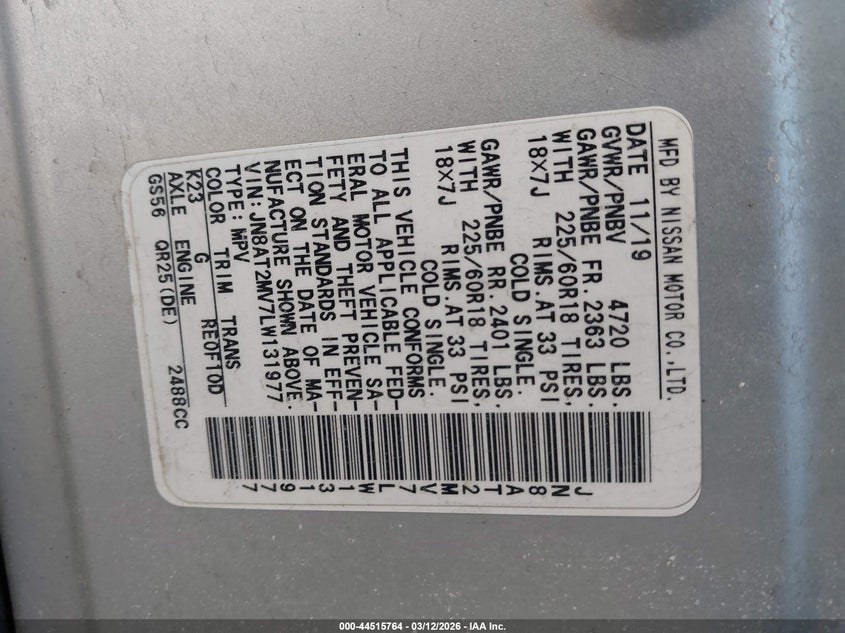 MFD BY NISSAN MOTOR CO.,LTD.
DATE 11/19
GVWR/PNBV 4720 LBS.
GAWR/PNBE FR. 2363 LBS.
WITH 225/60R18 TIRES,
18X7J RIMS.AT 33 PSI
COLD SINGLE.
GAWR/PNBE RR. 2401 LBS.
WITH 225/60R18 TIRES,
18X7J RIMS.AT 33 PSI
COLD SINGLE.
THIS VEHICLE CONFORMS
TO ALL APPLICABLE FED-
ERAL MOTOR VEHICLE SA-
FETY AND THEFT PREVEN-
TION STANDARDS IN EFF-
ECT ON THE DATE OF MA-
NUFACTURE SHOWN ABOVE.
VIN:JN8AT2MV7LW131977
TYPE:MPV
COLOR TRIM TRANS
K23 G RE0F10D
AXLE ENGINE
GS56 QR25(DE) 2488CC
JN8AT2MV7LW131977
000-44515764 | 03/12/2026 - IAA Inc.